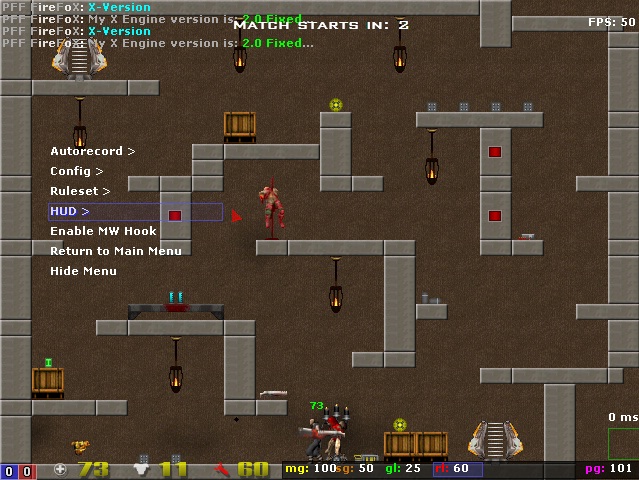 PFF FireFoX: X-Version
PFF FireFoX: My X Engine version is: 2.0 Fixed...
PFF FireFoX: X-Version
PFF FireFoX: My X Engine version is: 2.0 Fixed...
MATCH STARTS IN: 2
FPS: 50
Autorecord >
Config >
Ruleset >
HUD >
Enable MW Hook
Return to Main Menu
Hide Menu
73
0 ms
0 0 73 11 60 mg: 100 sg: 50 gl: 25 rl: 60 pg: 101